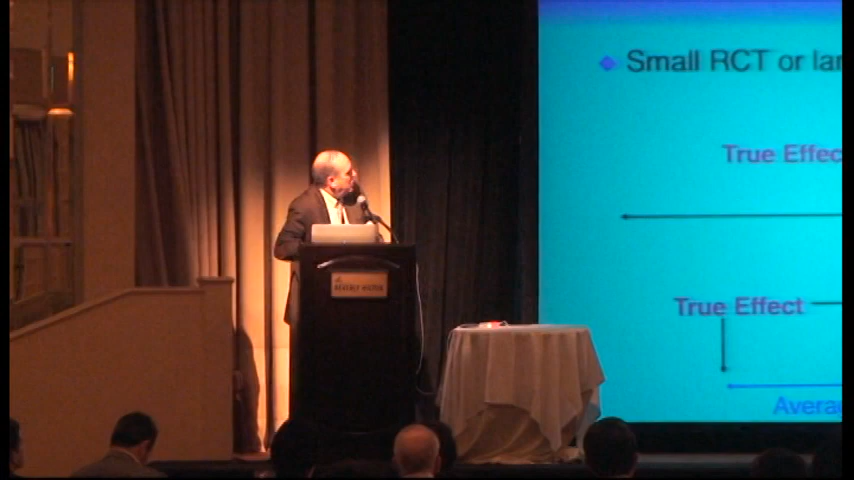 Small RCT or lar
True Effec
True Effect
Avera
BEVERLY HILTON